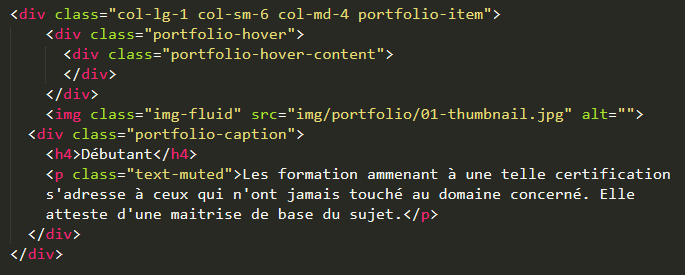 <div class="col-lg-1 col-sm-6 col-md-4 portfolio-item">
<div class="portfolio-hover">
<div class="portfolio-hover-content">
</div>
</div>
<img class="img-fluid" src="img/portfolio/01-thumbnail.jpg" alt="">
<div class="portfolio-caption">
<h4>Débutant</h4>
<p class="text-muted">Les formation ammenant à une telle certification
s'adresse à ceux qui n'ont jamais touché au domaine concerné. Elle
atteste d'une maitrise de base du sujet.</p>
</div>
</div>